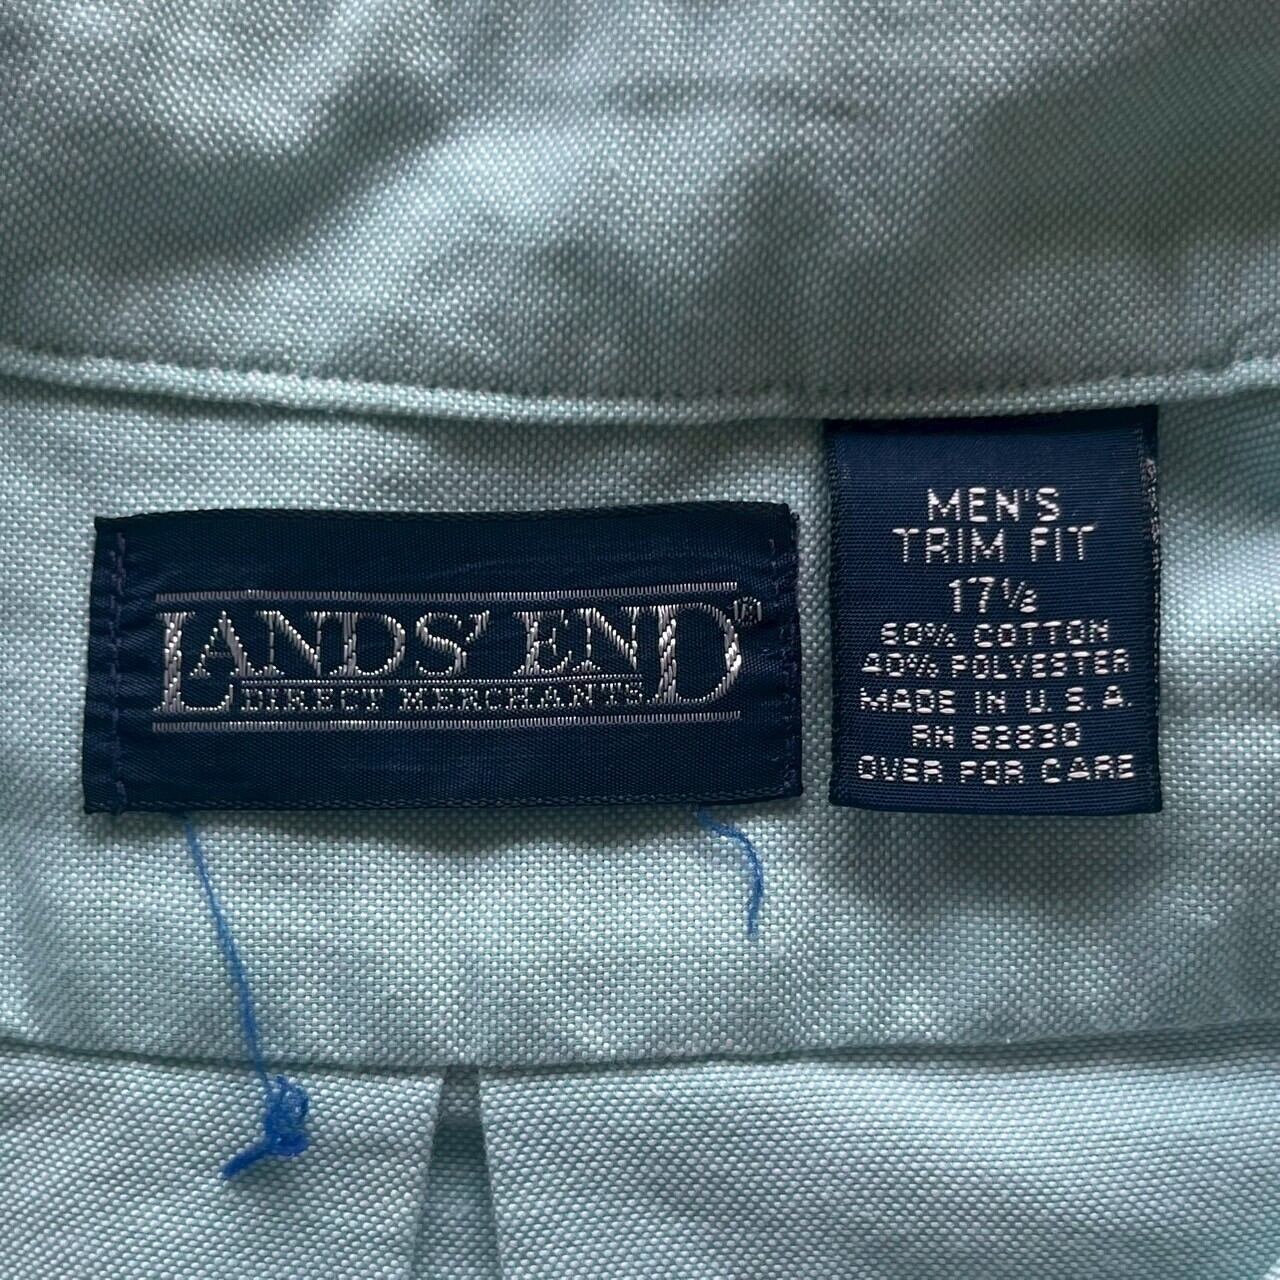 LANDS' END®
DIRECT MERCHANTS
MEN'S
TRIM FIT
17½
60% COTTON
40% POLYESTER
MADE IN U.S.A.
RN 62830
OVER FOR CARE